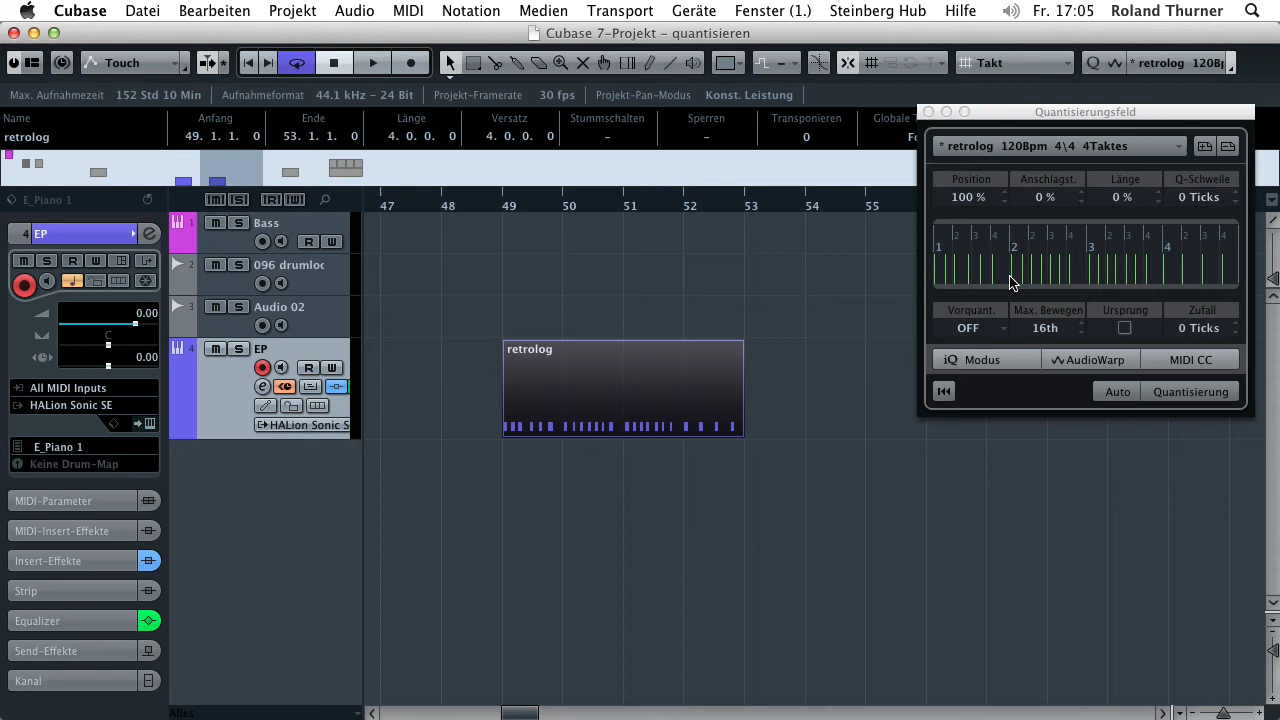 Cubase Datei Bearbeiten Projekt Audio MIDI Notation Medien Transport Geräte Fenster (1.) Steinberg Hub Hilfe Fr. 17:05 Roland Thurner
Cubase 7-Projekt – quantisieren
Touch Takt Q * retrolog 120B
Max. Aufnahmezeit 152 Std 10 Min Aufnahmeformat 44.1 kHz – 24 Bit Projekt-Framerate 30 fps Projekt-Pan-Modus Konst. Leistung
Name Anfang Ende Länge Versatz Stummschalten Sperren Transponieren Globale
retrolog 49. 1. 1. 0 53. 1. 1. 0 4. 0. 0. 0 4. 0. 0. 0 – – 0
Quantisierungsfeld
* retrolog 120Bpm 4\4 4Taktes
Position Anschlagst. Länge Q-Schwelle
100 % 0 % 0 % 0 Ticks
2 3 4 2 3 4 2 3 4 2 3 4
1 2 3 4
Vorquant. Max. Bewegen Ursprung Zufall
OFF 16th 0 Ticks
iQ Modus AudioWarp MIDI CC
Auto Quantisierung
E_Piano 1
M S R W
47 48 49 50 51 52 53 54 55
4 EP e
M S R W
0.00
C
0.00
All MIDI Inputs
HALion Sonic SE
E_Piano 1
Keine Drum-Map
MIDI-Parameter
MIDI-Insert-Effekte
Insert-Effekte
Strip
Equalizer
Send-Effekte
Kanal
1 M S Bass
R W
2 M S 096 drumloc
3 M S Audio 02
4 M S EP
R W
e
HALion Sonic S
retrolog
Alles